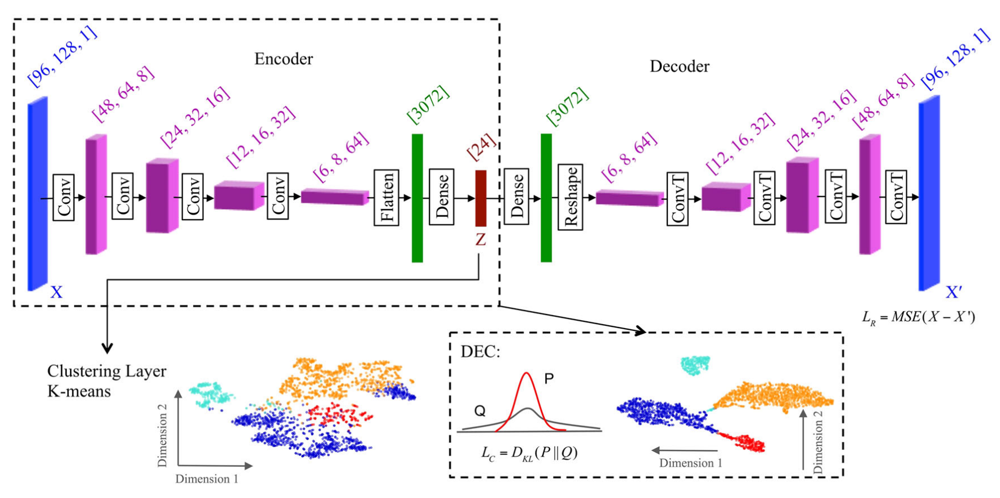 Encoder
Decoder
[96, 128, 1]
[48, 64, 8]
[24, 32, 16]
[12, 16, 32]
[6, 8, 64]
[3072]
[24]
[3072]
[6, 8, 64]
[12, 16, 32]
[24, 32, 16]
[48, 64, 8]
[96, 128, 1]
Conv
Conv
Conv
Conv
Flatten
Dense
Dense
Reshape
ConvT
ConvT
ConvT
ConvT
X
Z
X'
L_R = MSE(X − X')
Clustering Layer
K-means
Dimension 2
Dimension 1
DEC:
P
Q
L_C = D_KL(P || Q)
Dimension 1
Dimension 2